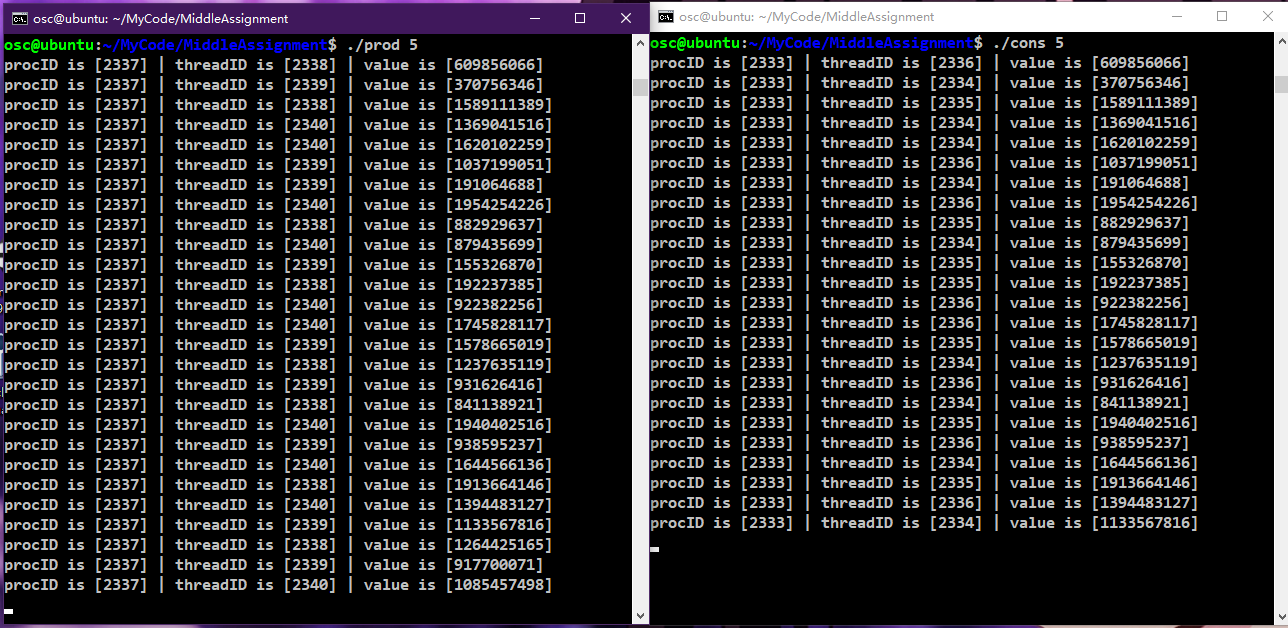 osc@ubuntu: ~/MyCode/MiddleAssignment
osc@ubuntu:~/MyCode/MiddleAssignment$ ./prod 5
procID is [2337] | threadID is [2338] | value is [609856066]
procID is [2337] | threadID is [2339] | value is [370756346]
procID is [2337] | threadID is [2338] | value is [1589111389]
procID is [2337] | threadID is [2340] | value is [1369041516]
procID is [2337] | threadID is [2340] | value is [1620102259]
procID is [2337] | threadID is [2339] | value is [1037199051]
procID is [2337] | threadID is [2339] | value is [191064688]
procID is [2337] | threadID is [2340] | value is [1954254226]
procID is [2337] | threadID is [2338] | value is [882929637]
procID is [2337] | threadID is [2340] | value is [879435699]
procID is [2337] | threadID is [2339] | value is [155326870]
procID is [2337] | threadID is [2338] | value is [192237385]
procID is [2337] | threadID is [2340] | value is [922382256]
procID is [2337] | threadID is [2340] | value is [1745828117]
procID is [2337] | threadID is [2339] | value is [1578665019]
procID is [2337] | threadID is [2338] | value is [1237635119]
procID is [2337] | threadID is [2339] | value is [931626416]
procID is [2337] | threadID is [2338] | value is [841138921]
procID is [2337] | threadID is [2340] | value is [1940402516]
procID is [2337] | threadID is [2339] | value is [938595237]
procID is [2337] | threadID is [2340] | value is [1644566136]
procID is [2337] | threadID is [2338] | value is [1913664146]
procID is [2337] | threadID is [2340] | value is [1394483127]
procID is [2337] | threadID is [2339] | value is [1133567816]
procID is [2337] | threadID is [2338] | value is [1264425165]
procID is [2337] | threadID is [2339] | value is [917700071]
procID is [2337] | threadID is [2340] | value is [1085457498]
osc@ubuntu: ~/MyCode/MiddleAssignment
osc@ubuntu:~/MyCode/MiddleAssignment$ ./cons 5
procID is [2333] | threadID is [2336] | value is [609856066]
procID is [2333] | threadID is [2334] | value is [370756346]
procID is [2333] | threadID is [2335] | value is [1589111389]
procID is [2333] | threadID is [2334] | value is [1369041516]
procID is [2333] | threadID is [2334] | value is [1620102259]
procID is [2333] | threadID is [2336] | value is [1037199051]
procID is [2333] | threadID is [2334] | value is [191064688]
procID is [2333] | threadID is [2336] | value is [1954254226]
procID is [2333] | threadID is [2335] | value is [882929637]
procID is [2333] | threadID is [2334] | value is [879435699]
procID is [2333] | threadID is [2335] | value is [155326870]
procID is [2333] | threadID is [2335] | value is [192237385]
procID is [2333] | threadID is [2336] | value is [922382256]
procID is [2333] | threadID is [2336] | value is [1745828117]
procID is [2333] | threadID is [2335] | value is [1578665019]
procID is [2333] | threadID is [2334] | value is [1237635119]
procID is [2333] | threadID is [2336] | value is [931626416]
procID is [2333] | threadID is [2334] | value is [841138921]
procID is [2333] | threadID is [2335] | value is [1940402516]
procID is [2333] | threadID is [2336] | value is [938595237]
procID is [2333] | threadID is [2334] | value is [1644566136]
procID is [2333] | threadID is [2335] | value is [1913664146]
procID is [2333] | threadID is [2336] | value is [1394483127]
procID is [2333] | threadID is [2334] | value is [1133567816]